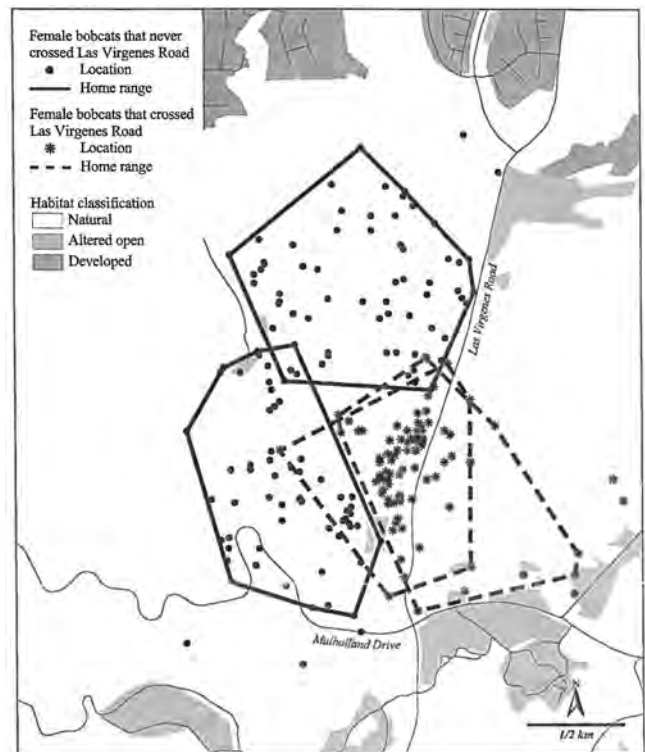 Female bobcats that never
crossed Las Virgenes Road
Location
Home range
Female bobcats that crossed
Las Virgenes Road
Location
Home range
Habitat classification
Natural
Altered open
Developed
Las Virgenes Road
Mulholland Drive
N
1/2 km